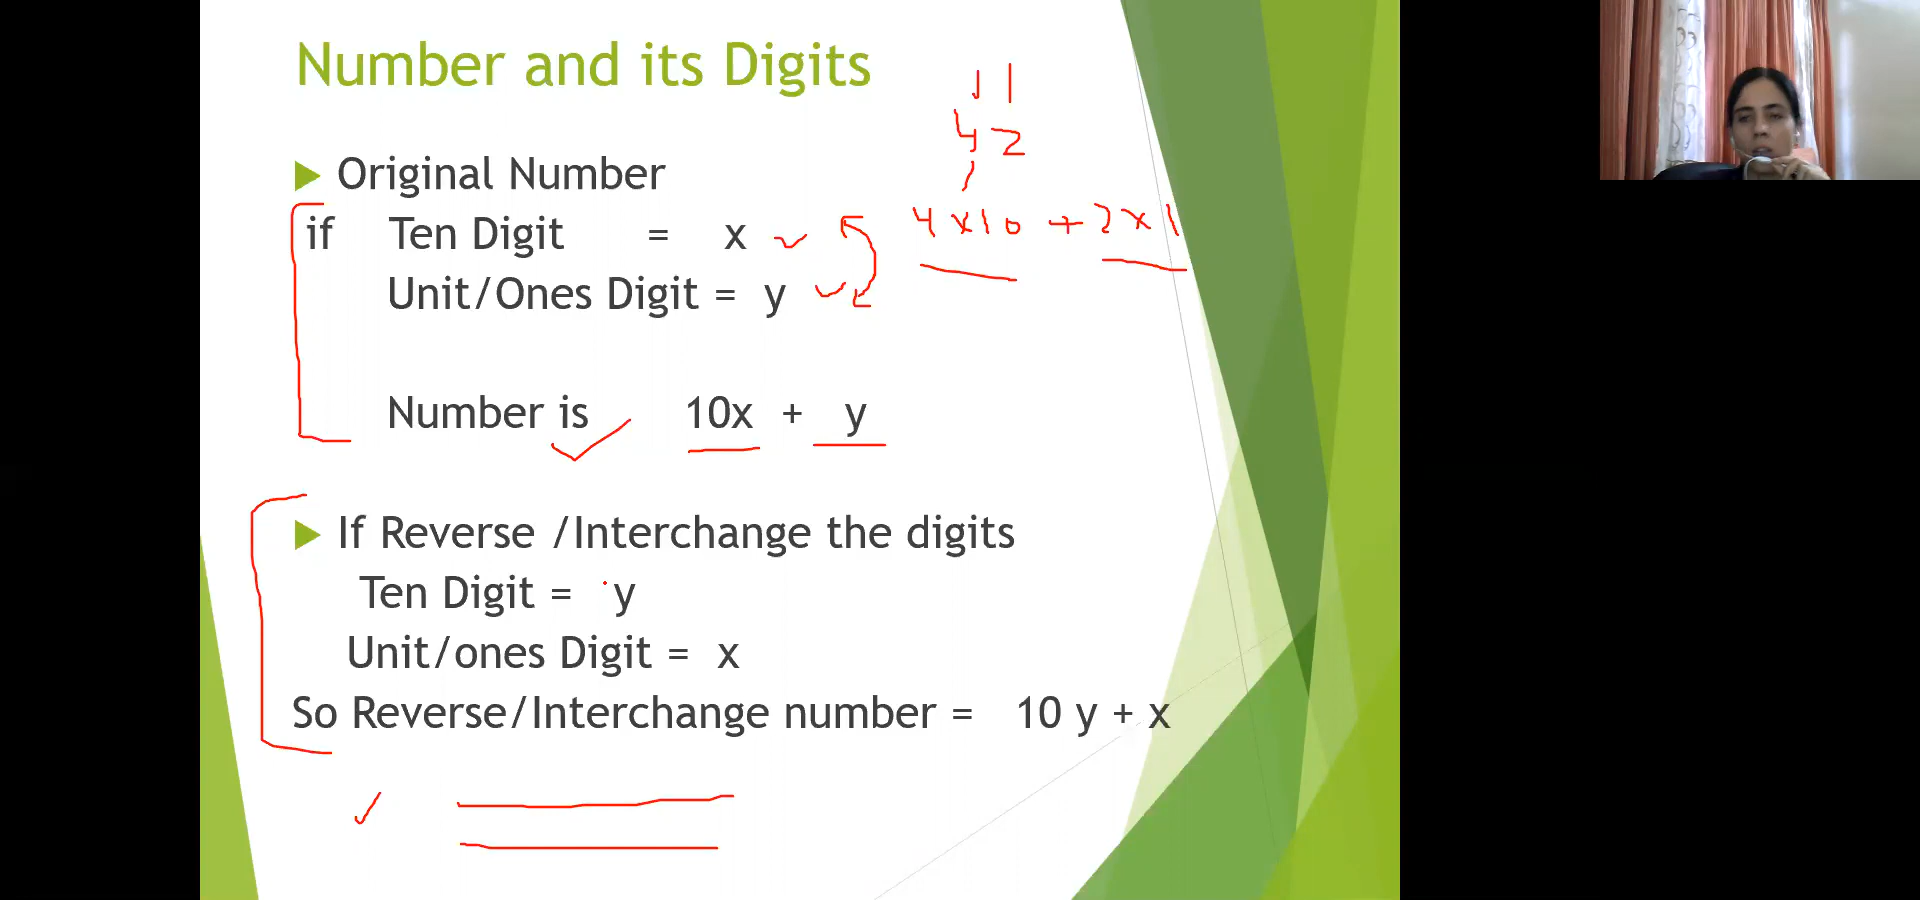 Number and its Digits
11
42
Original Number
if Ten Digit = x
4 x 10 + 2 x 1
Unit/Ones Digit = y
Number is 10x + y
If Reverse /Interchange the digits
Ten Digit = y
Unit/ones Digit = x
So Reverse/Interchange number = 10 y + x